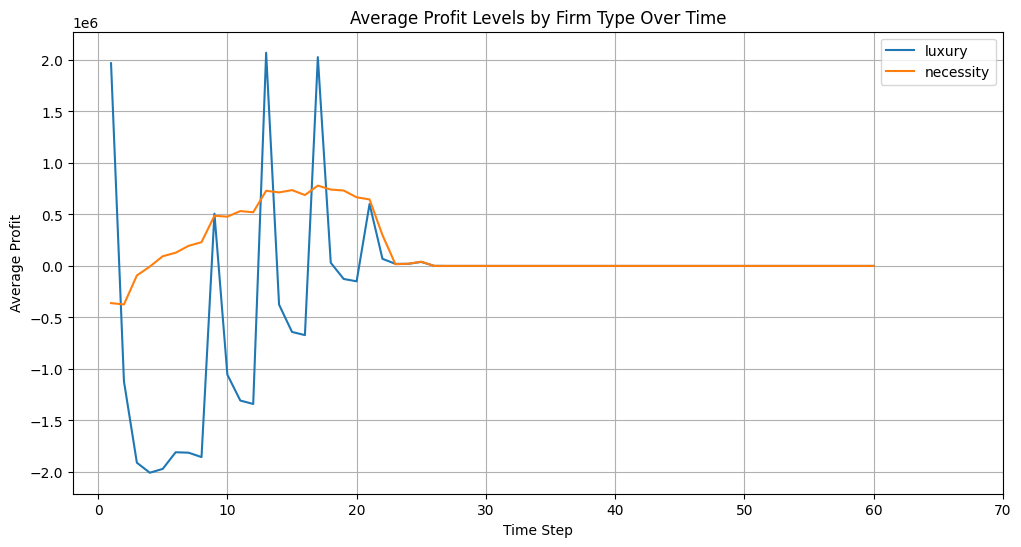 Average Profit Levels by Firm Type Over Time
1e6
luxury
necessity
2.0
1.5
1.0
0.5
0.0
−0.5
−1.0
−1.5
−2.0
Average Profit
0 10 20 30 40 50 60 70
Time Step